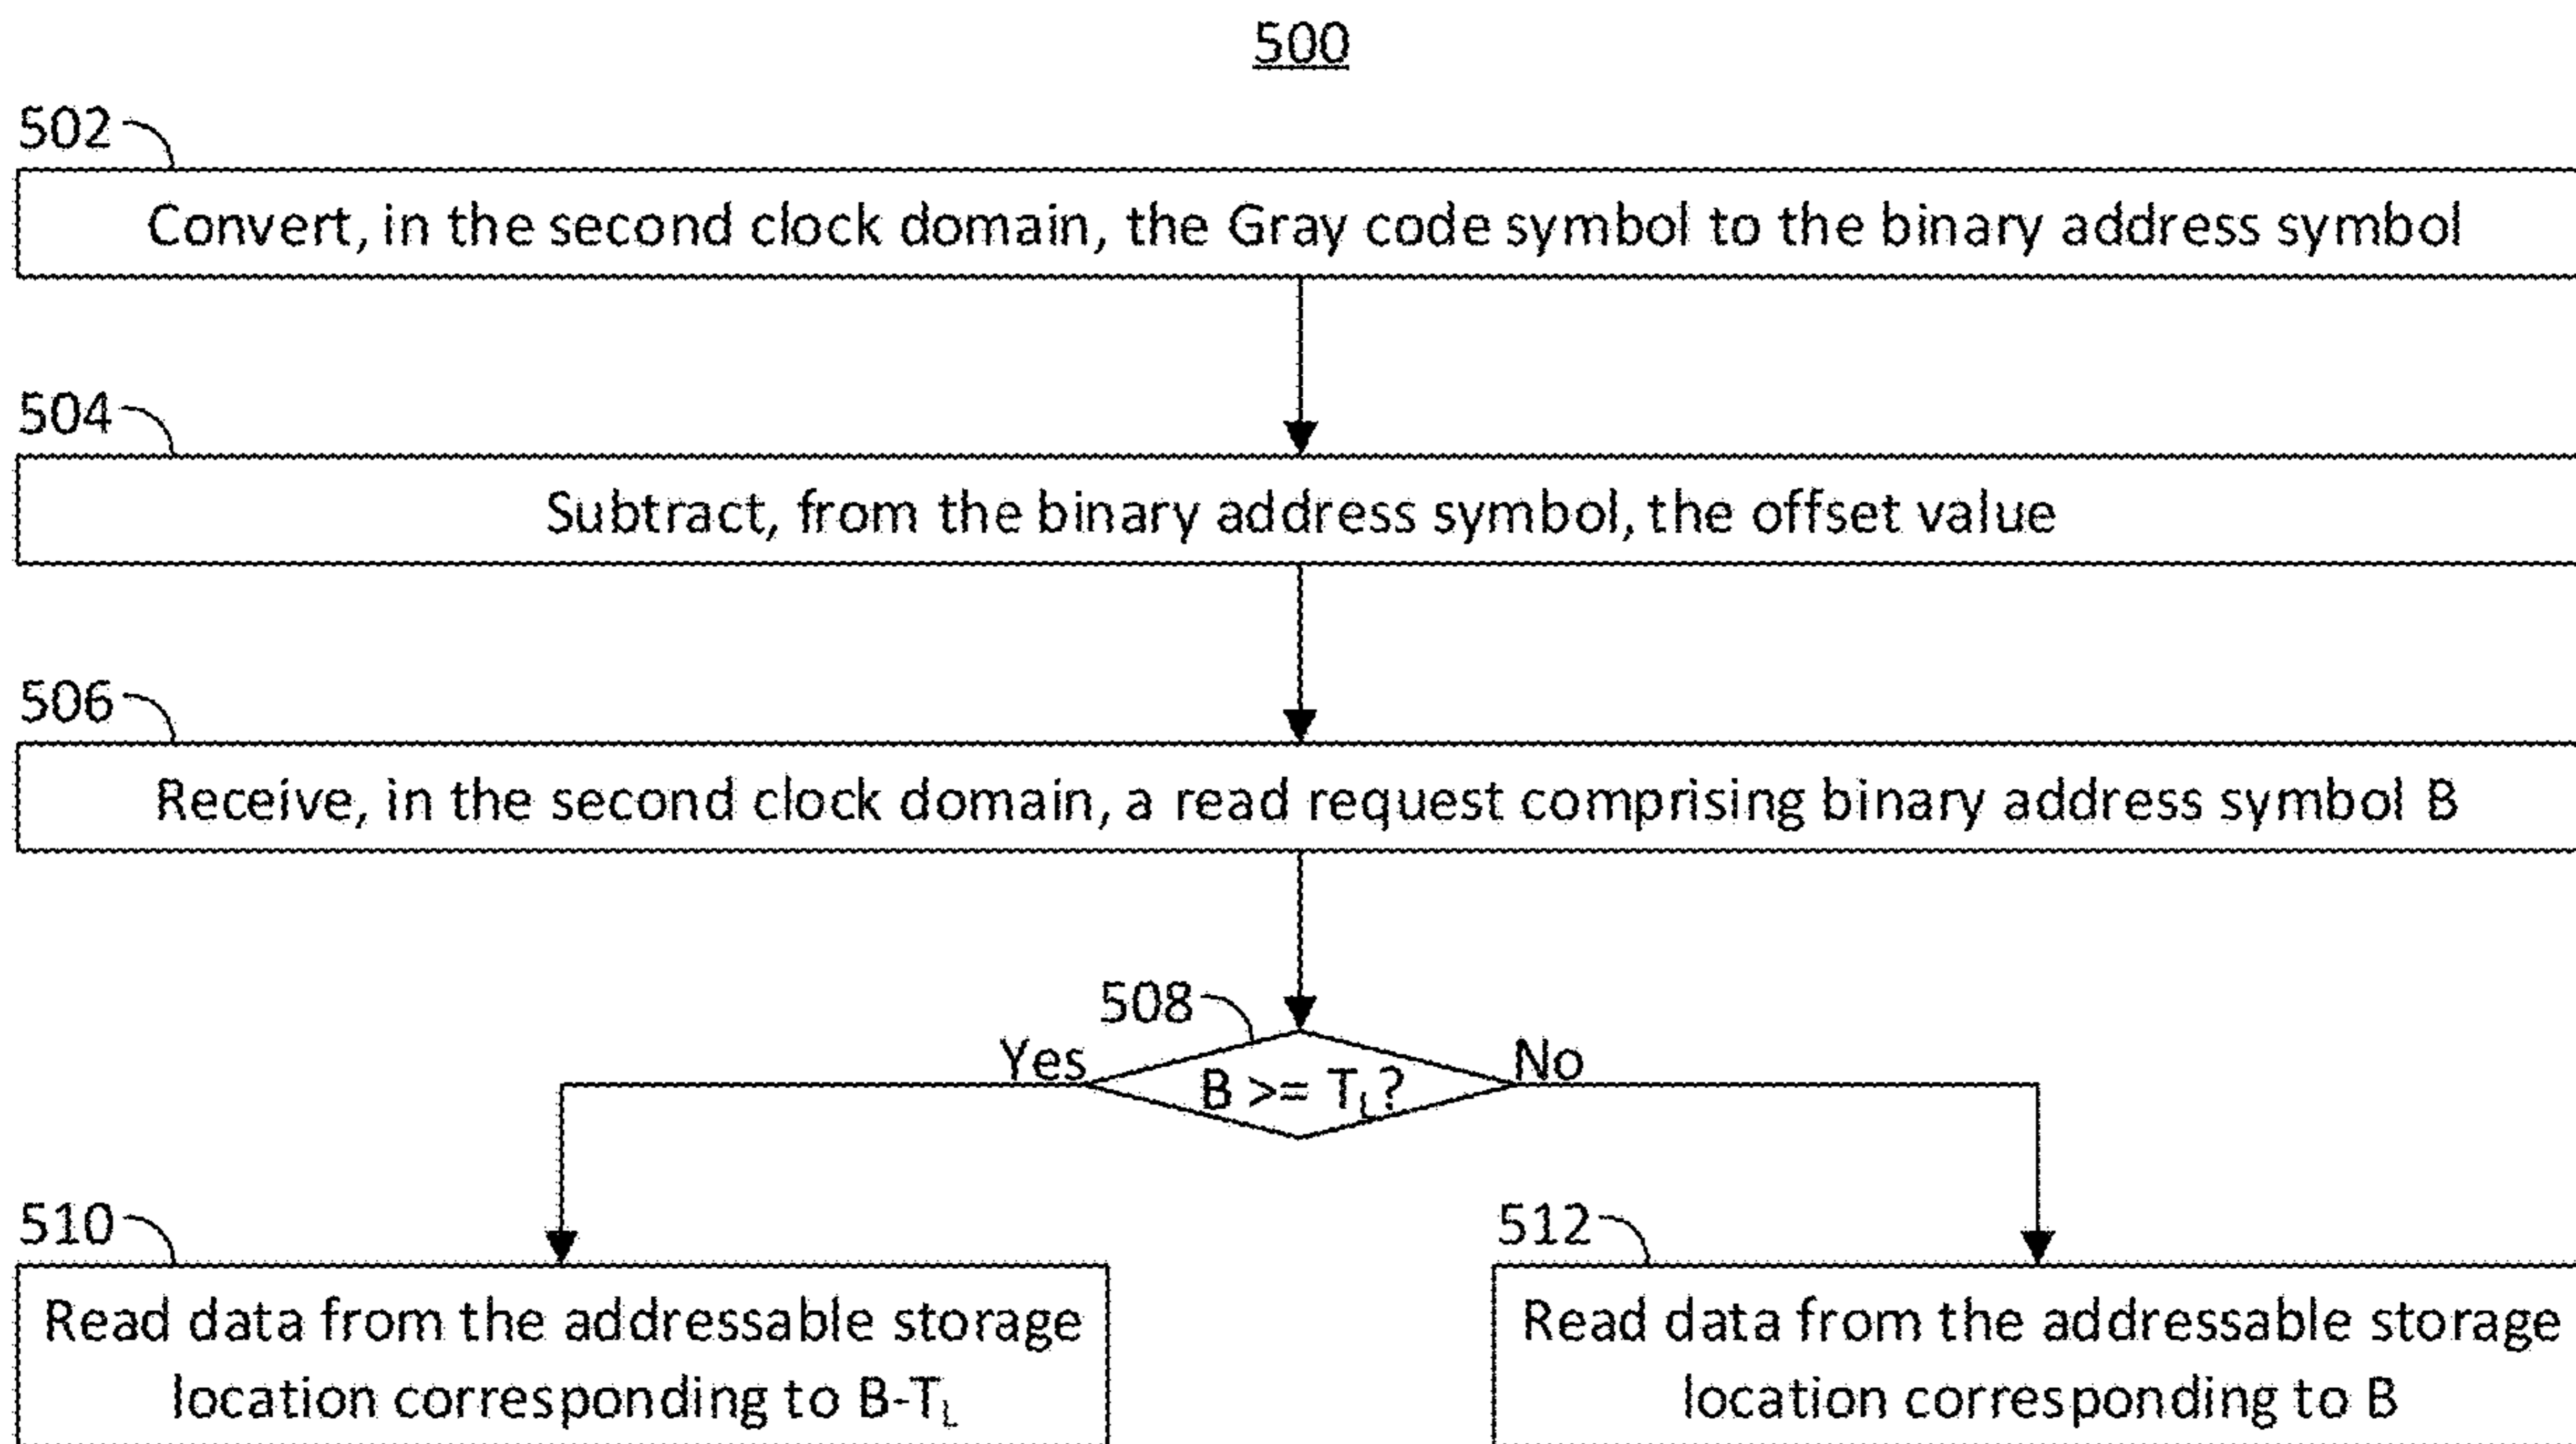 500
502
Convert, in the second clock domain, the Gray code symbol to the binary address symbol
504
Subtract, from the binary address symbol, the offset value
506
Receive, in the second clock domain, a read request comprising binary address symbol B
508
Yes
B >= T_L?
No
510
Read data from the addressable storage
location corresponding to B-T_L
512
Read data from the addressable storage
location corresponding to B